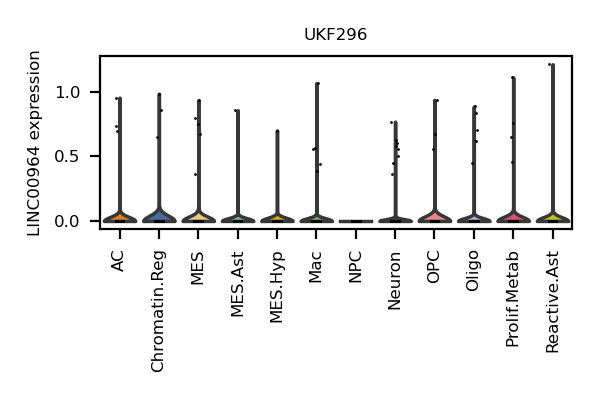 UKF296
LINC00964 expression
1.0
0.5
0.0
AC
Chromatin.Reg
MES
MES.Ast
MES.Hyp
Mac
NPC
Neuron
OPC
Oligo
Prolif.Metab
Reactive.Ast